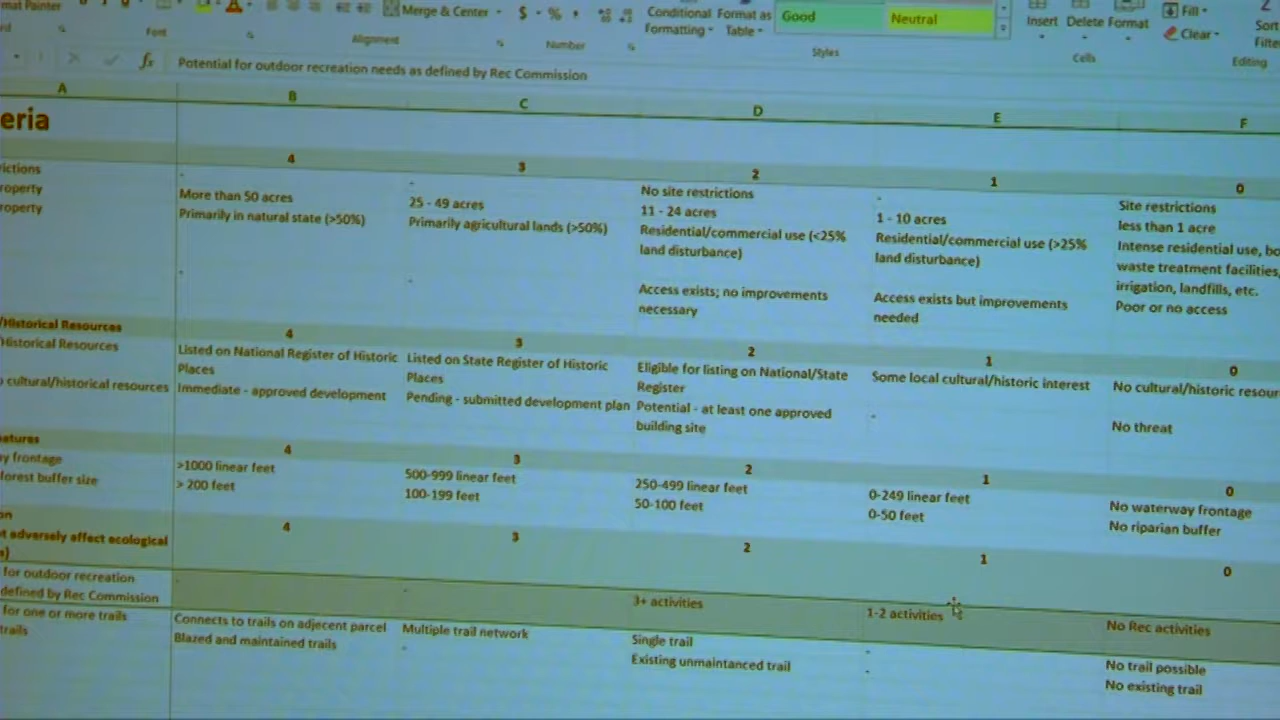 mat Painter
Merge & Center
$ - % ,
Conditional Format as
Formatting Table
Good
Neutral
Insert Delete Format
Fill
Clear
Sort
Filte
Font
Alignment
Number
Styles
Cells
Editing
fx Potential for outdoor recreation needs as defined by Rec Commission
A B C D E F
eria
4 3 2 1 0
ictions - - No site restrictions - Site restrictions
roperty More than 50 acres 25 - 49 acres 11 - 24 acres 1 - 10 acres less than 1 acre
roperty Primarily in natural state (>50%) Primarily agricultural lands (>50%) Residential/commercial use (<25% Residential/commercial use (>25% Intense residential use, bo
land disturbance) land disturbance) waste treatment facilities,
irrigation, landfills, etc.
- - Access exists; no improvements Access exists but improvements Poor or no access
necessary needed
/Historical Resources 4 3 2 1 0
Historical Resources Listed on National Register of Historic Listed on State Register of Historic Eligible for listing on National/State Some local cultural/historic interest No cultural/historic resour
Places Places Register
o cultural/historic resources Immediate - approved development Pending - submitted development plan Potential - at least one approved - No threat
building site
atures 4 3 2 1 0
y frontage >1000 linear feet 500-999 linear feet 250-499 linear feet 0-249 linear feet No waterway frontage
forest buffer size > 200 feet 100-199 feet 50-100 feet 0-50 feet No riparian buffer
on 4 3 2 1 0
t adversely affect ecological
s)
for outdoor recreation - - 3+ activities 1-2 activities No Rec activities
defined by Rec Commission
for one or more trails Connects to trails on adjecent parcel Multiple trail network Single trail - No trail possible
trails Blazed and maintained trails - Existing unmaintanced trail - No existing trail